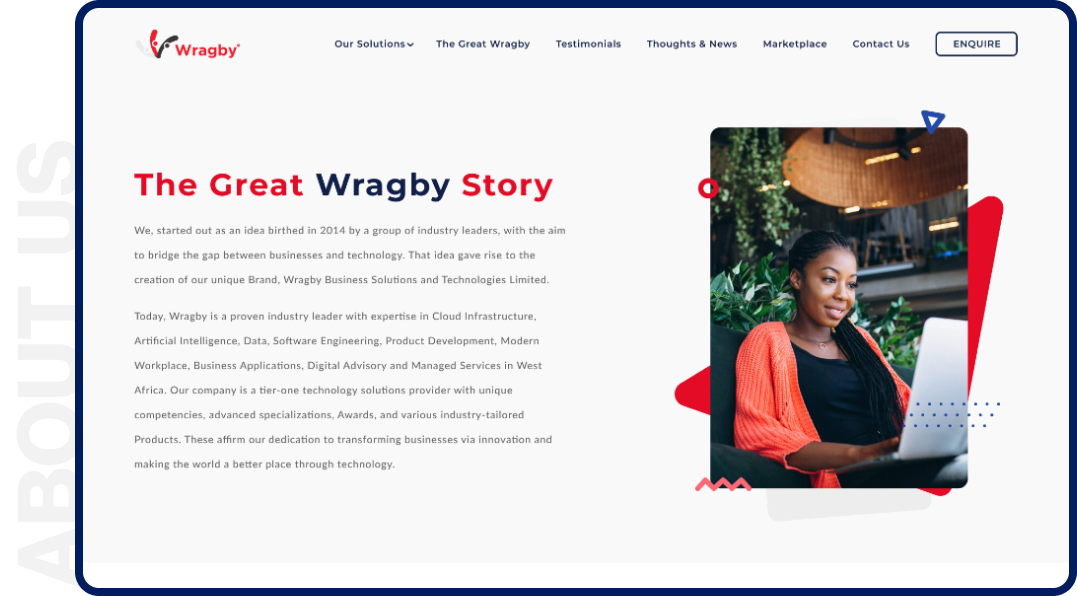 ABOUT US
Wragby
Our Solutions
The Great Wragby
Testimonials
Thoughts & News
Marketplace
Contact Us
ENQUIRE
The Great Wragby Story
We, started out as an idea birthed in 2014 by a group of industry leaders, with the aim
to bridge the gap between businesses and technology. That idea gave rise to the
creation of our unique Brand, Wragby Business Solutions and Technologies Limited.
Today, Wragby is a proven industry leader with expertise in Cloud Infrastructure,
Artificial Intelligence, Data, Software Engineering, Product Development, Modern
Workplace, Business Applications, Digital Advisory and Managed Services in West
Africa. Our company is a tier-one technology solutions provider with unique
competencies, advanced specializations, Awards, and various industry-tailored
Products. These affirm our dedication to transforming businesses via innovation and
making the world a better place through technology.